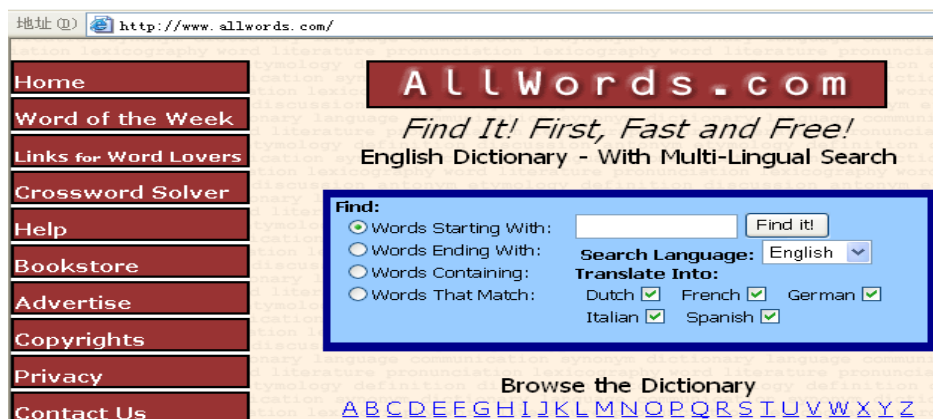 地址(D) http://www.allwords.com/
Home
Word of the Week
Links for Word Lovers
Crossword Solver
Help
Bookstore
Advertise
Copyrights
Privacy
Contact Us
AllWords.com
Find It! First, Fast and Free!
English Dictionary - With Multi-Lingual Search
Find:
Words Starting With:
Words Ending With:
Words Containing:
Words That Match:
Find it!
Search Language: English
Translate Into:
Dutch French German
Italian Spanish
Browse the Dictionary
A B C D E F G H I J K L M N O P Q R S T U V W X Y Z